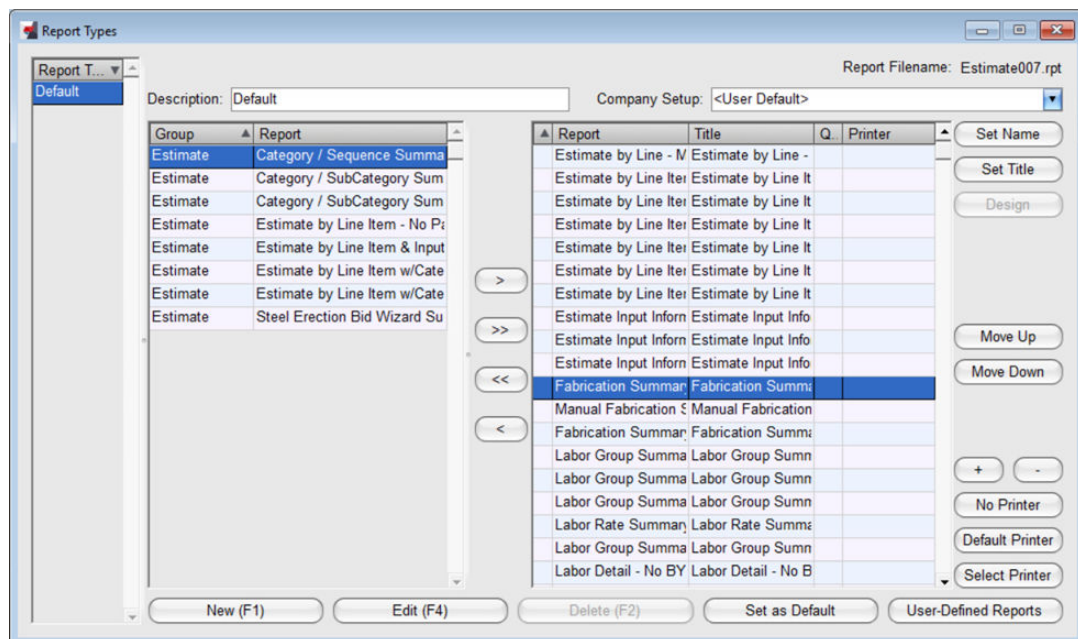 Report Types
Report Filename: Estimate007.rpt
Report T...
Default
Description: Default
Company Setup: <User Default>
Group Report
Estimate Category / Sequence Summa
Estimate Category / SubCategory Sum
Estimate Category / SubCategory Sum
Estimate Estimate by Line Item - No Pa
Estimate Estimate by Line Item & Input
Estimate Estimate by Line Item w/Cate
Estimate Estimate by Line Item w/Cate
Estimate Steel Erection Bid Wizard Su
>
>>
<<
<
Report Title Q.. Printer
Estimate by Line - M Estimate by Line -
Estimate by Line Iter Estimate by Line It
Estimate by Line Iter Estimate by Line It
Estimate by Line Iter Estimate by Line It
Estimate by Line Iter Estimate by Line It
Estimate by Line Iter Estimate by Line It
Estimate by Line Iter Estimate by Line It
Estimate Input Inforn Estimate Input Info
Estimate Input Inforn Estimate Input Info
Estimate Input Inforn Estimate Input Info
Fabrication Summar Fabrication Summa
Manual Fabrication S Manual Fabrication
Fabrication Summar Fabrication Summa
Labor Group Summa Labor Group Summ
Labor Group Summa Labor Group Summ
Labor Group Summa Labor Group Summ
Labor Rate Summary Labor Rate Summa
Labor Group Summa Labor Group Summ
Labor Detail - No BY Labor Detail - No B
Set Name
Set Title
Design
Move Up
Move Down
+ -
No Printer
Default Printer
Select Printer
New (F1) Edit (F4) Delete (F2) Set as Default User-Defined Reports